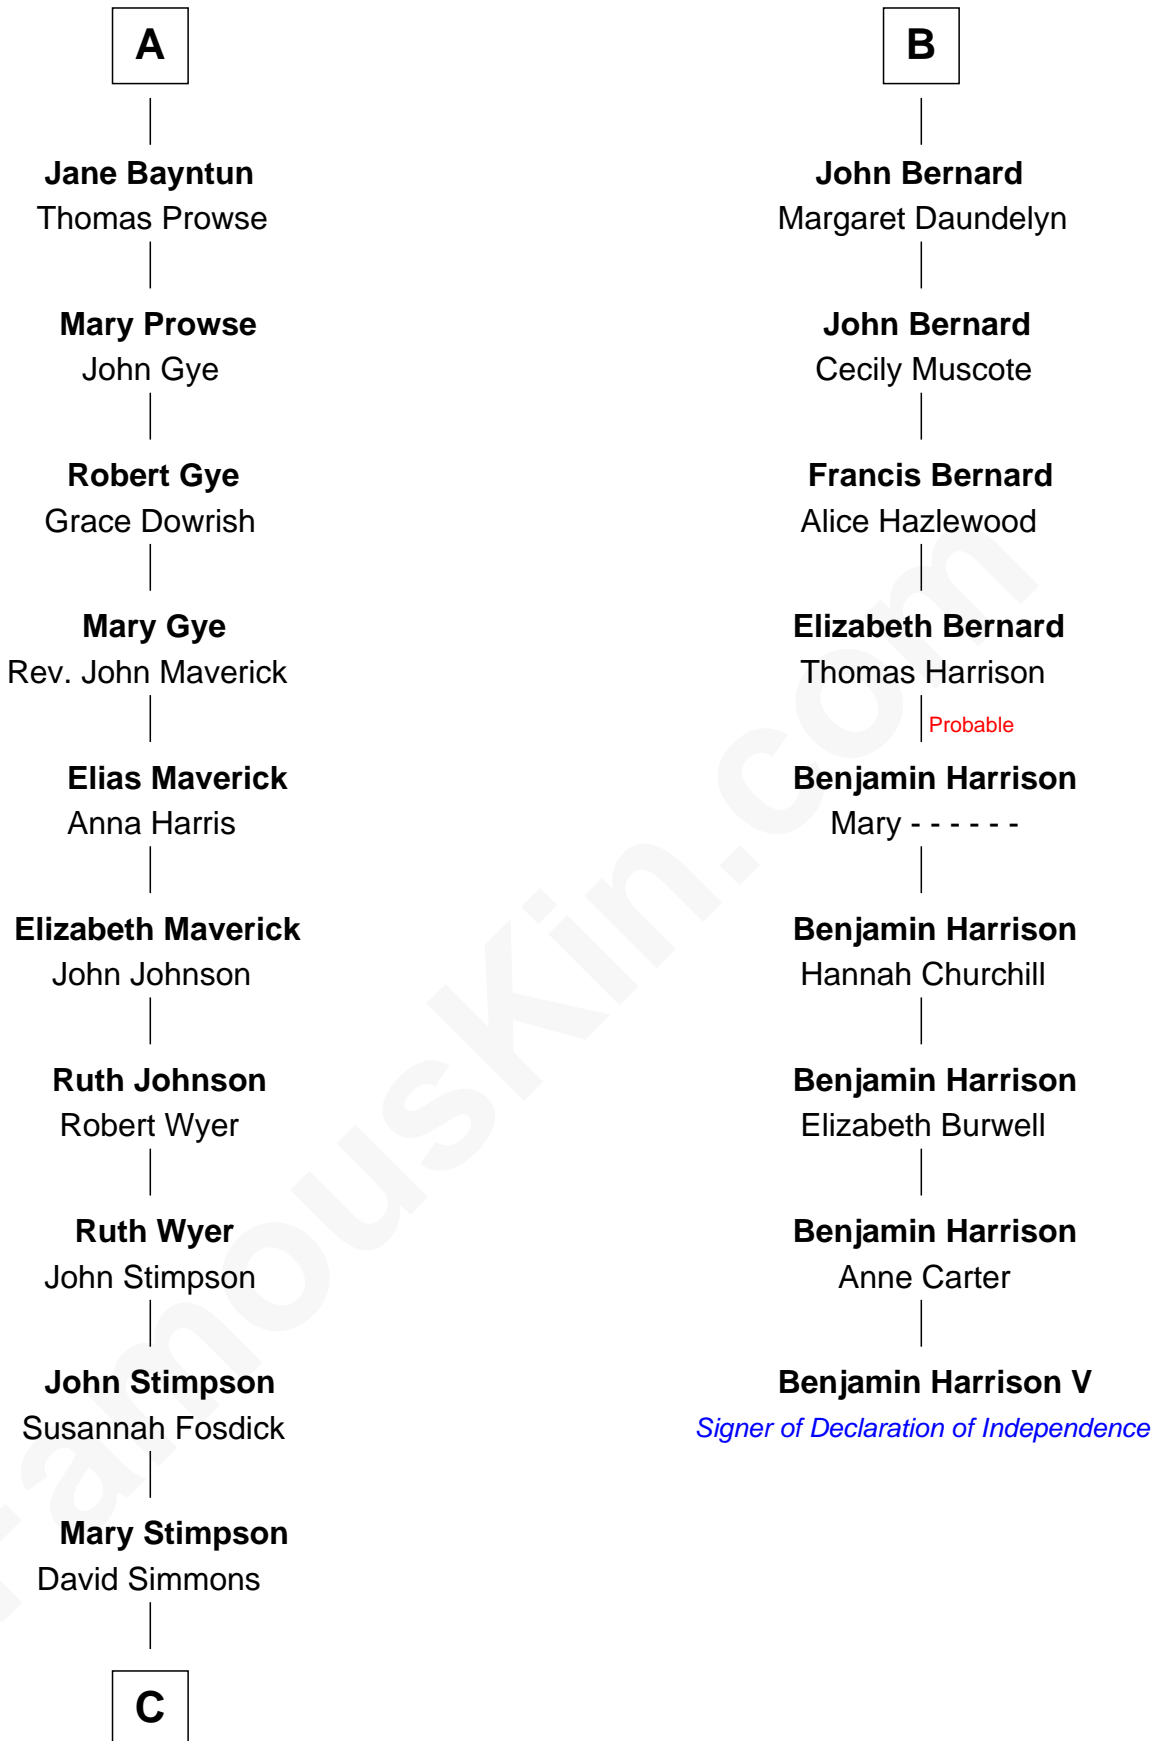 A
Jane Bayntun
Thomas Prowse
Mary Prowse
John Gye
Robert Gye
Grace Dowrish
Mary Gye
Rev. John Maverick
Elias Maverick
Anna Harris
Elizabeth Maverick
John Johnson
Ruth Johnson
Robert Wyer
Ruth Wyer
John Stimpson
John Stimpson
Susannah Fosdick
Mary Stimpson
David Simmons
C
B
John Bernard
Margaret Daundelyn
John Bernard
Cecily Muscote
Francis Bernard
Alice Hazlewood
Elizabeth Bernard
Thomas Harrison
Probable
Benjamin Harrison
Mary - - - - - -
Benjamin Harrison
Hannah Churchill
Benjamin Harrison
Elizabeth Burwell
Benjamin Harrison
Anne Carter
Benjamin Harrison V
Signer of Declaration of Independence
FamousKin.com